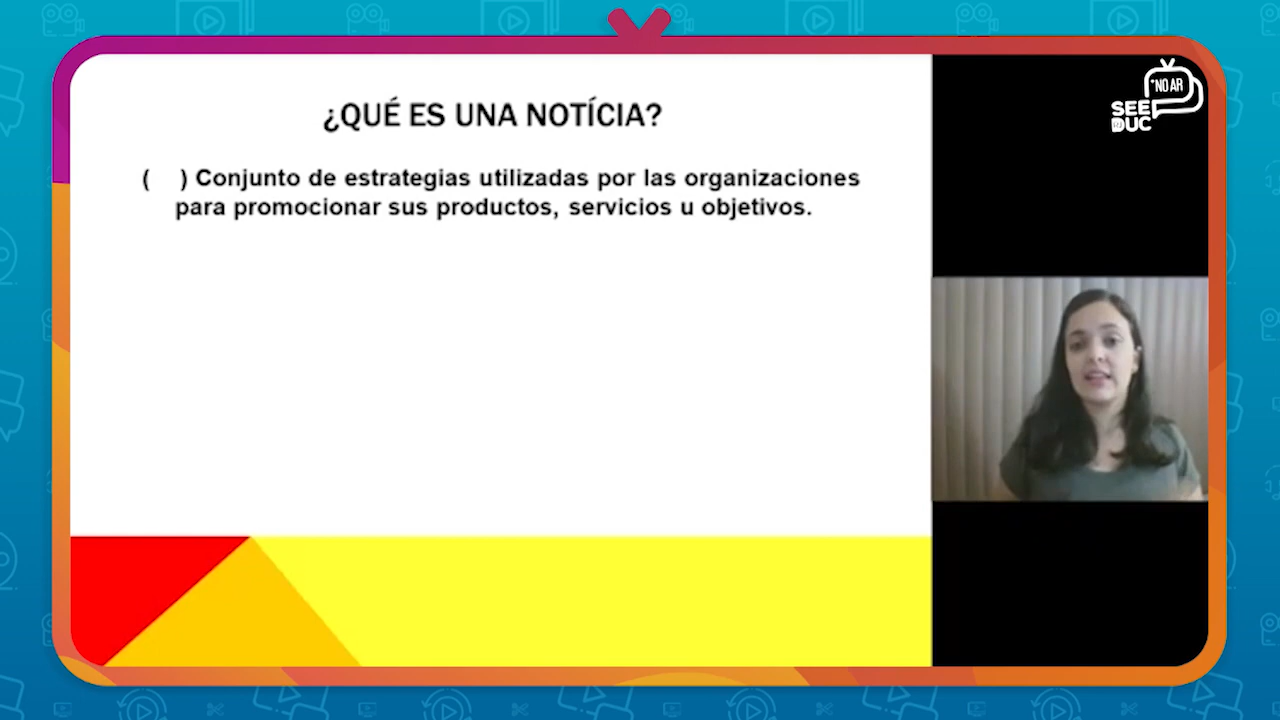 ¿QUÉ ES UNA NOTÍCIA?
(    ) Conjunto de estrategias utilizadas por las organizaciones
para promocionar sus productos, servicios u objetivos.
NO AR
SEE
DUC